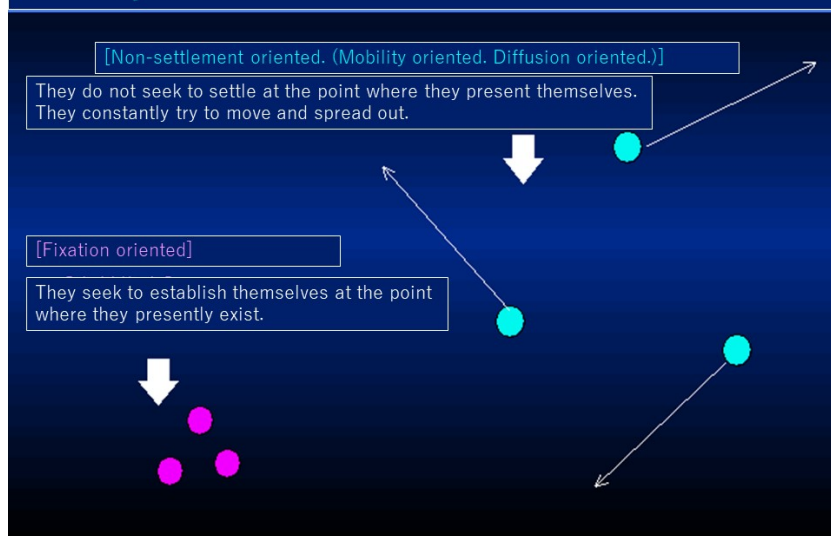 [Non-settlement oriented. (Mobility oriented. Diffusion oriented.)]
They do not seek to settle at the point where they present themselves.
They constantly try to move and spread out.
[Fixation oriented]
They seek to establish themselves at the point
where they presently exist.